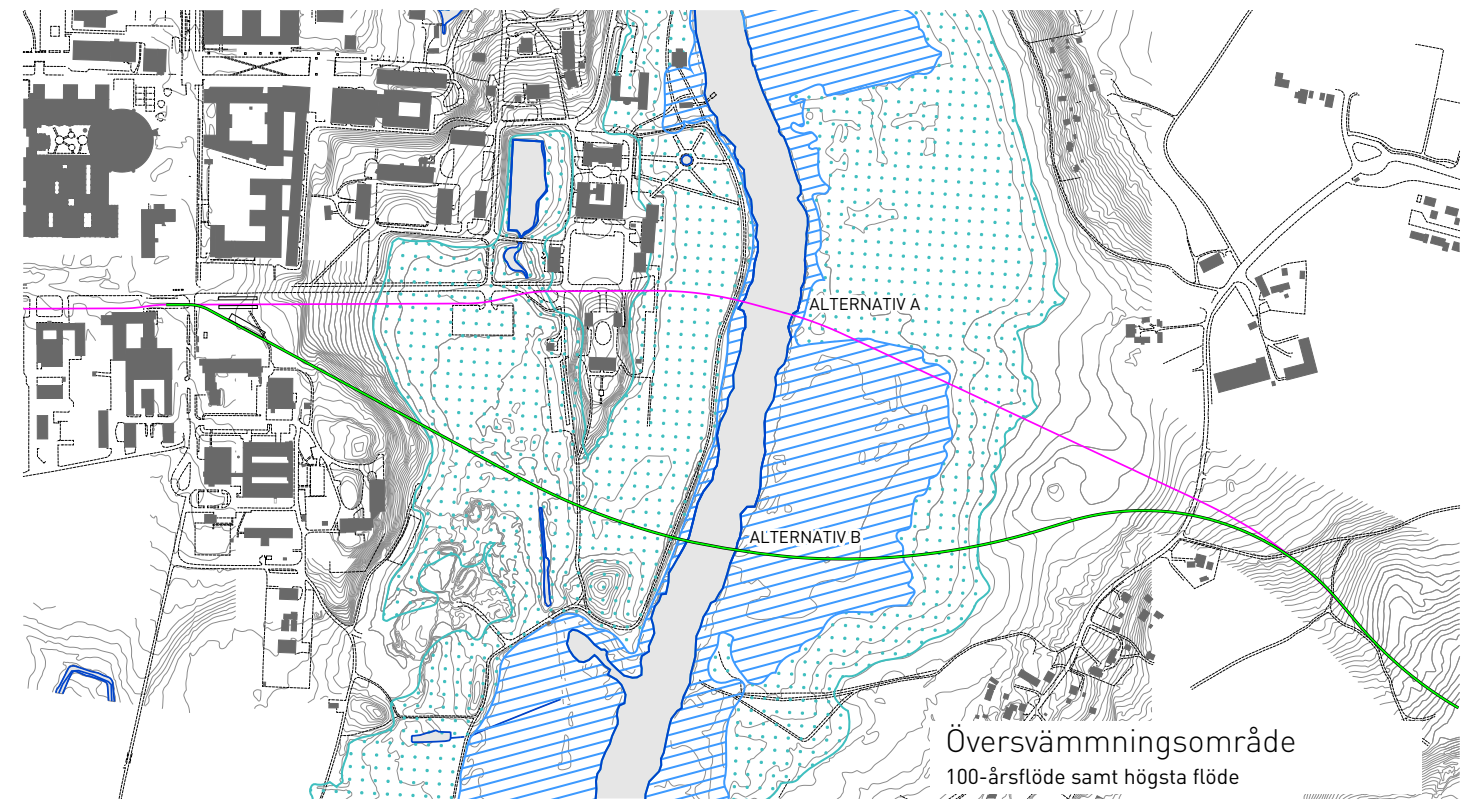 ALTERNATIV A
ALTERNATIV B
Översvämmningsområde
100-årsflöde samt högsta flöde